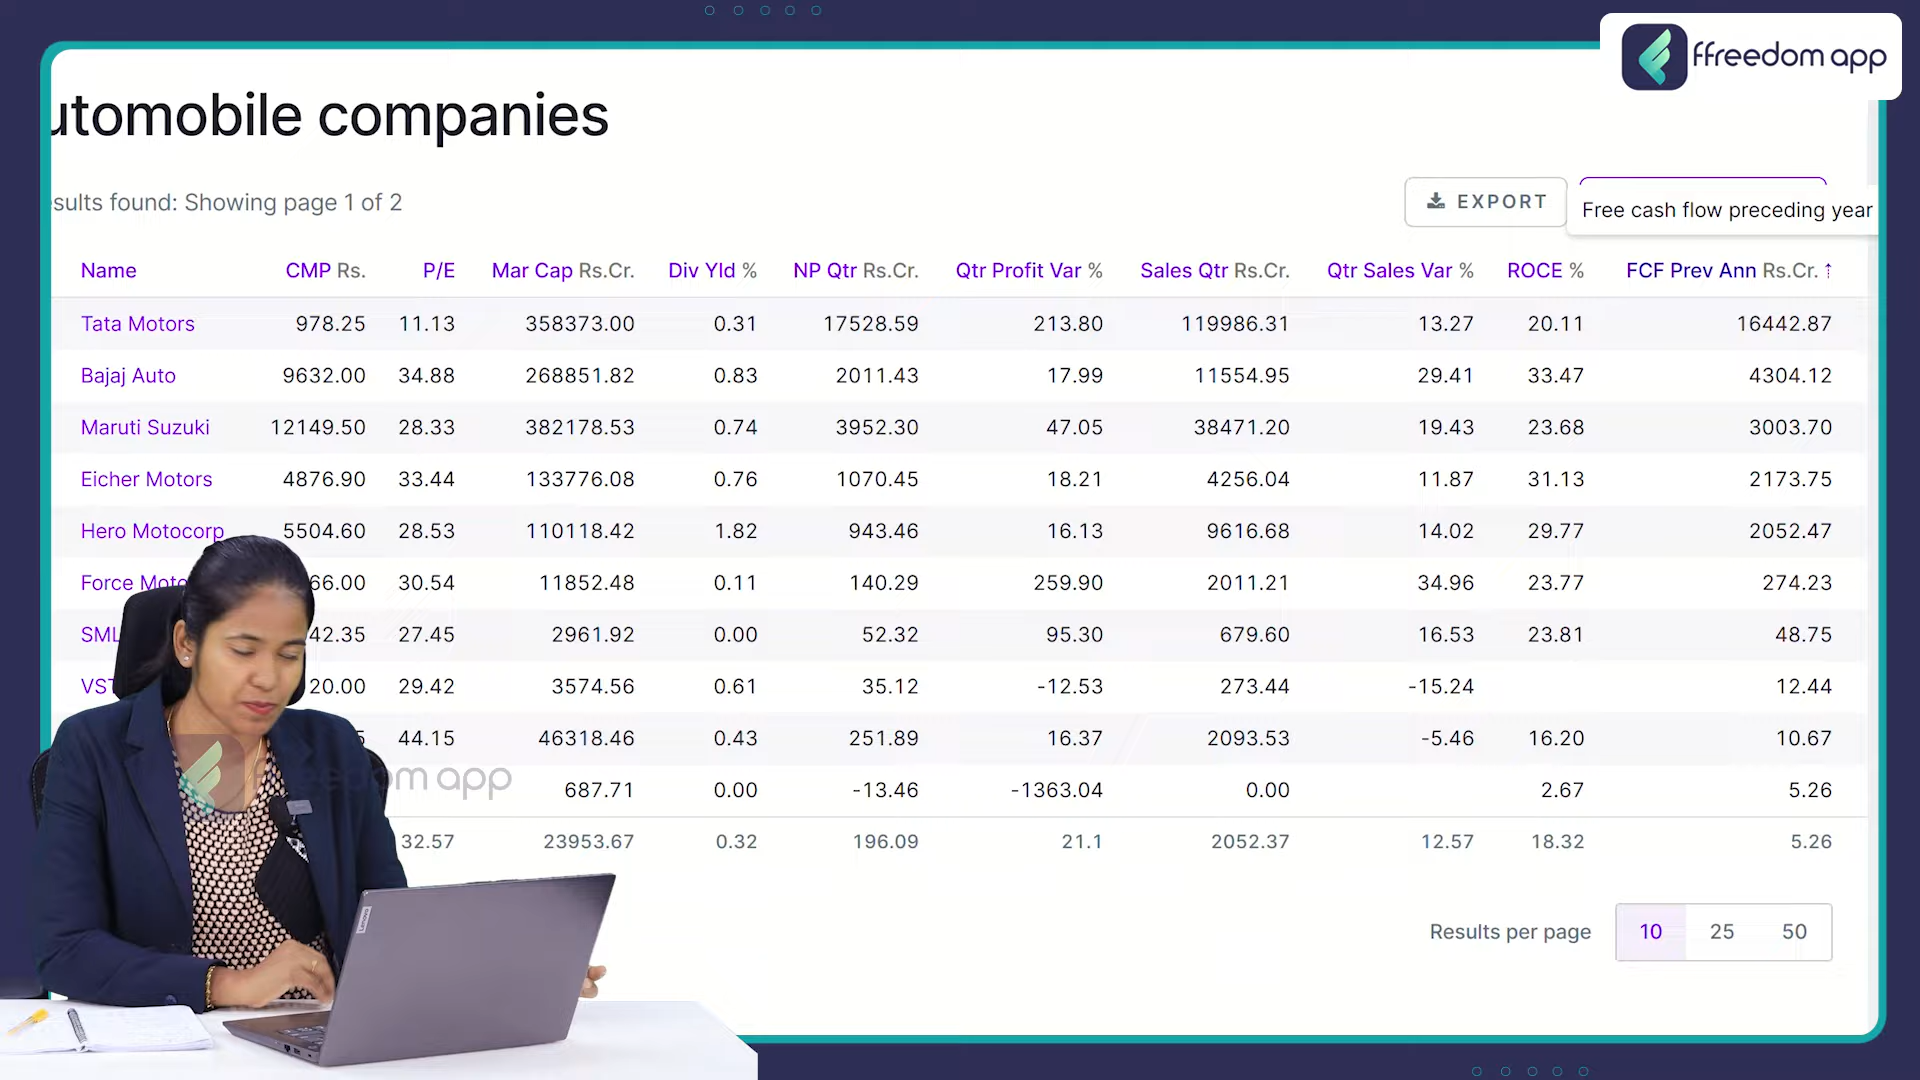 ffreedom app
utomobile companies
esults found: Showing page 1 of 2
EXPORT
Free cash flow preceding year
Name CMP Rs. P/E Mar Cap Rs.Cr. Div Yld % NP Qtr Rs.Cr. Qtr Profit Var % Sales Qtr Rs.Cr. Qtr Sales Var % ROCE % FCF Prev Ann Rs.Cr. ↑
Tata Motors 978.25 11.13 358373.00 0.31 17528.59 213.80 119986.31 13.27 20.11 16442.87
Bajaj Auto 9632.00 34.88 268851.82 0.83 2011.43 17.99 11554.95 29.41 33.47 4304.12
Maruti Suzuki 12149.50 28.33 382178.53 0.74 3952.30 47.05 38471.20 19.43 23.68 3003.70
Eicher Motors 4876.90 33.44 133776.08 0.76 1070.45 18.21 4256.04 11.87 31.13 2173.75
Hero Motocorp 5504.60 28.53 110118.42 1.82 943.46 16.13 9616.68 14.02 29.77 2052.47
Force Moto 66.00 30.54 11852.48 0.11 140.29 259.90 2011.21 34.96 23.77 274.23
SML 42.35 27.45 2961.92 0.00 52.32 95.30 679.60 16.53 23.81 48.75
VST 20.00 29.42 3574.56 0.61 35.12 -12.53 273.44 -15.24 12.44
5 44.15 46318.46 0.43 251.89 16.37 2093.53 -5.46 16.20 10.67
687.71 0.00 -13.46 -1363.04 0.00 2.67 5.26
32.57 23953.67 0.32 196.09 21.1 2052.37 12.57 18.32 5.26
Results per page 10 25 50
ffreedom app
Lenovo